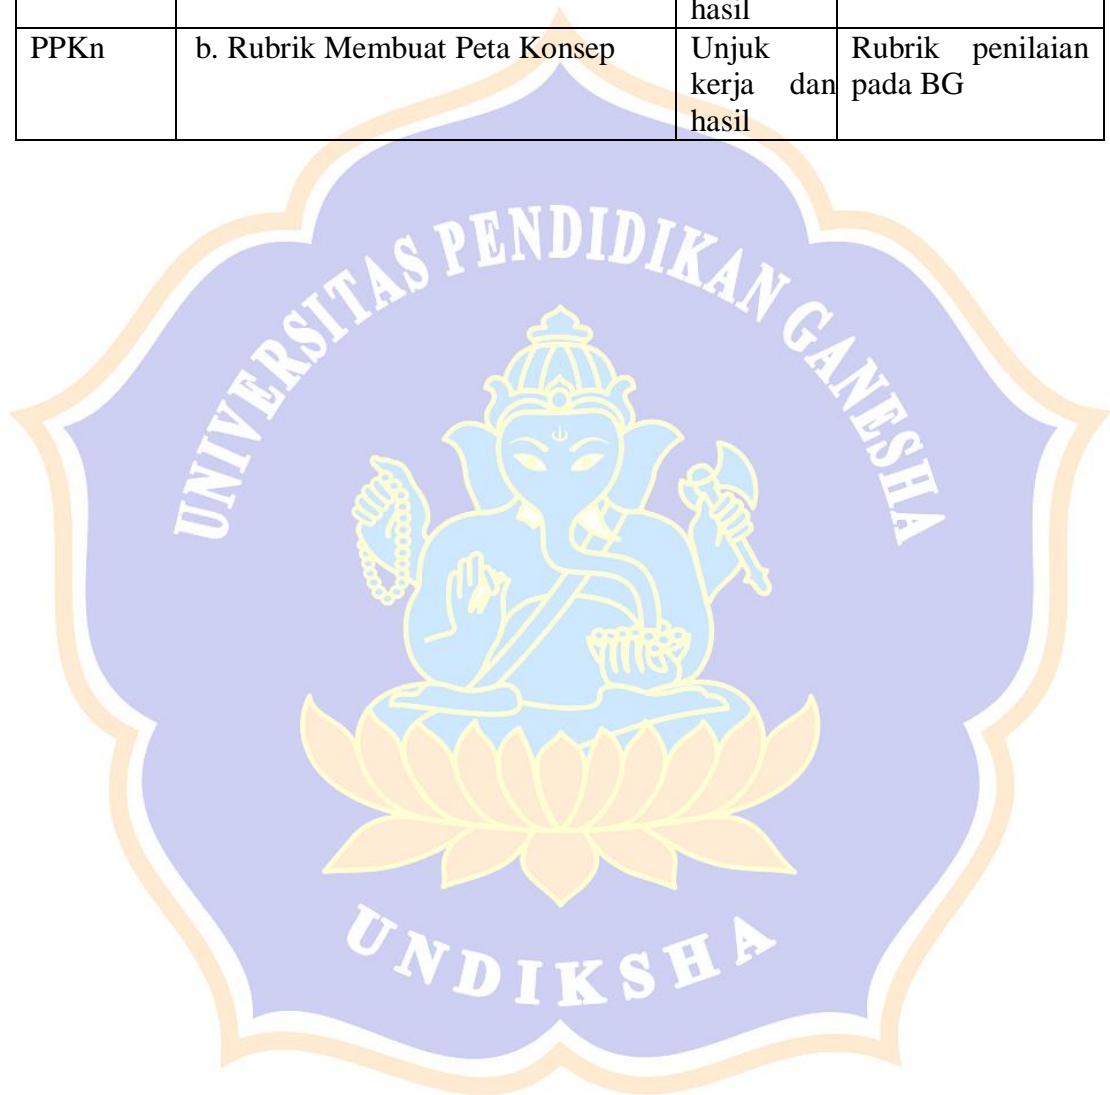 hasil
PPKn b. Rubrik Membuat Peta Konsep Unjuk Rubrik penilaian
kerja dan pada BG
hasil
UNIVERSITAS PENDIDIKAN GANESHA
UNDIKSHA